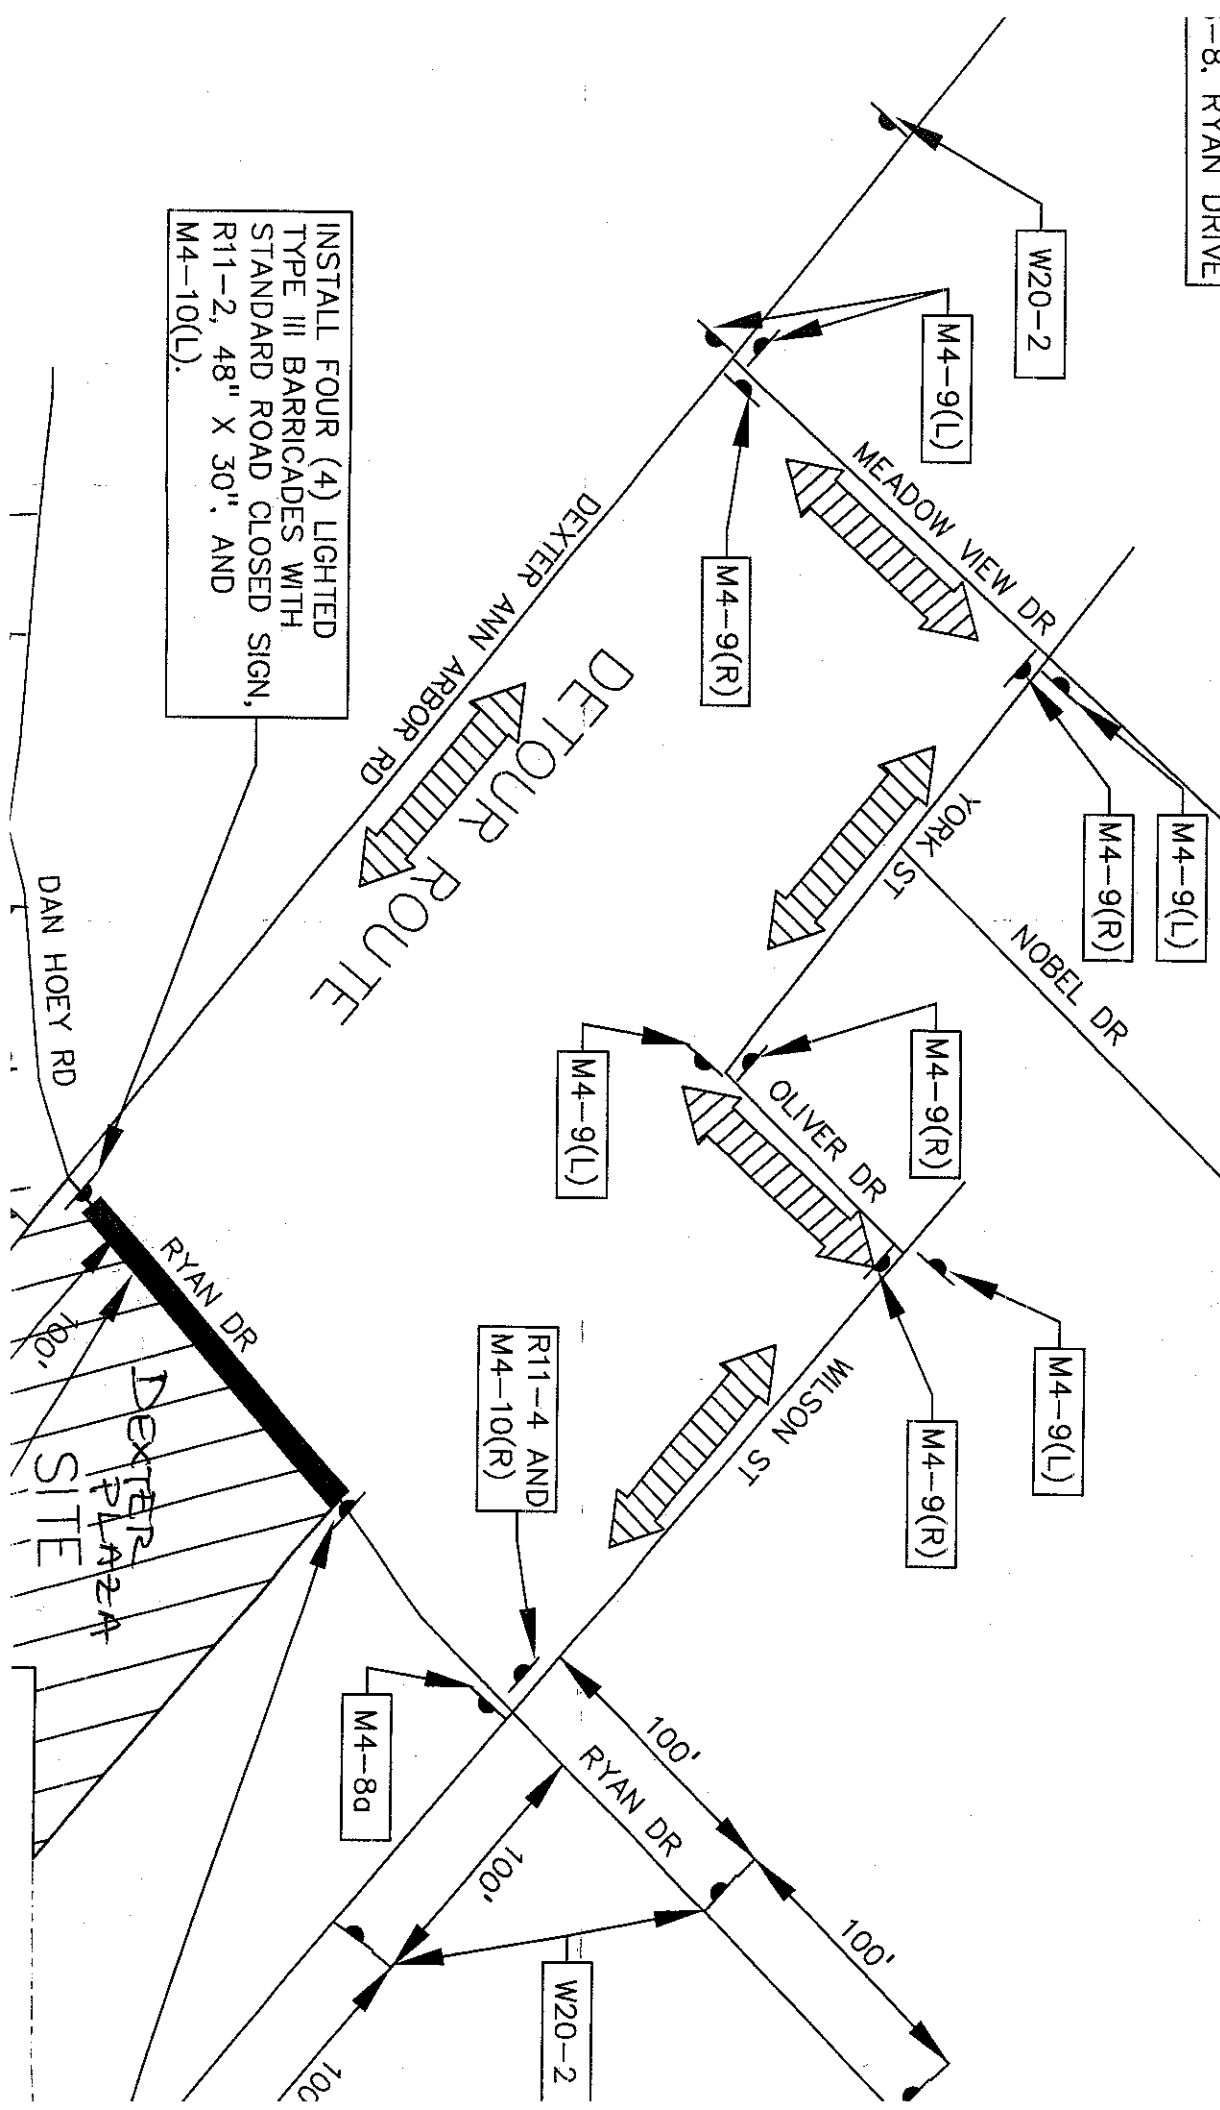 -8, RYAN DRIVE
W20-2
M4-9(L)
M4-9(R)
MEADOW VIEW DR
M4-9(L)
M4-9(R)
YORK ST
NOBEL DR
DEXTER ANN ARBOR RD
DETOUR ROUTE
INSTALL FOUR (4) LIGHTED
TYPE III BARRICADES WITH
STANDARD ROAD CLOSED SIGN,
R11-2, 48" X 30", AND
M4-10(L).
M4-9(R)
M4-9(L)
OLIVER DR
DAN HOEY RD
M4-9(L)
M4-9(R)
WILSON ST
RYAN DR
100'
DEXTER
PLAZA
SITE
R11-4 AND
M4-10(R)
M4-8a
100'
RYAN DR
100'
100'
W20-2
100